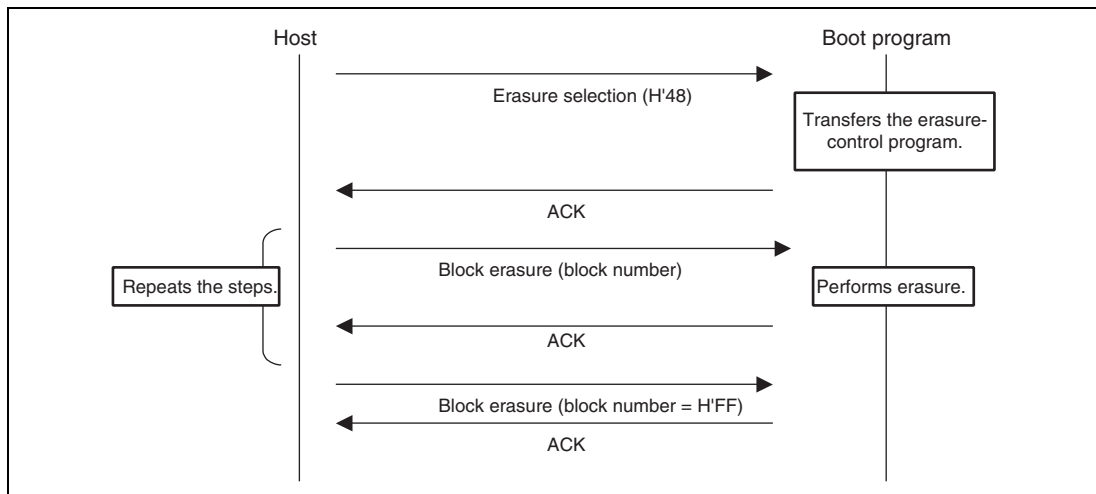 Host
Boot program
Erasure selection (H'48)
Transfers the erasure-
control program.
ACK
Block erasure (block number)
Repeats the steps.
Performs erasure.
ACK
Block erasure (block number = H'FF)
ACK